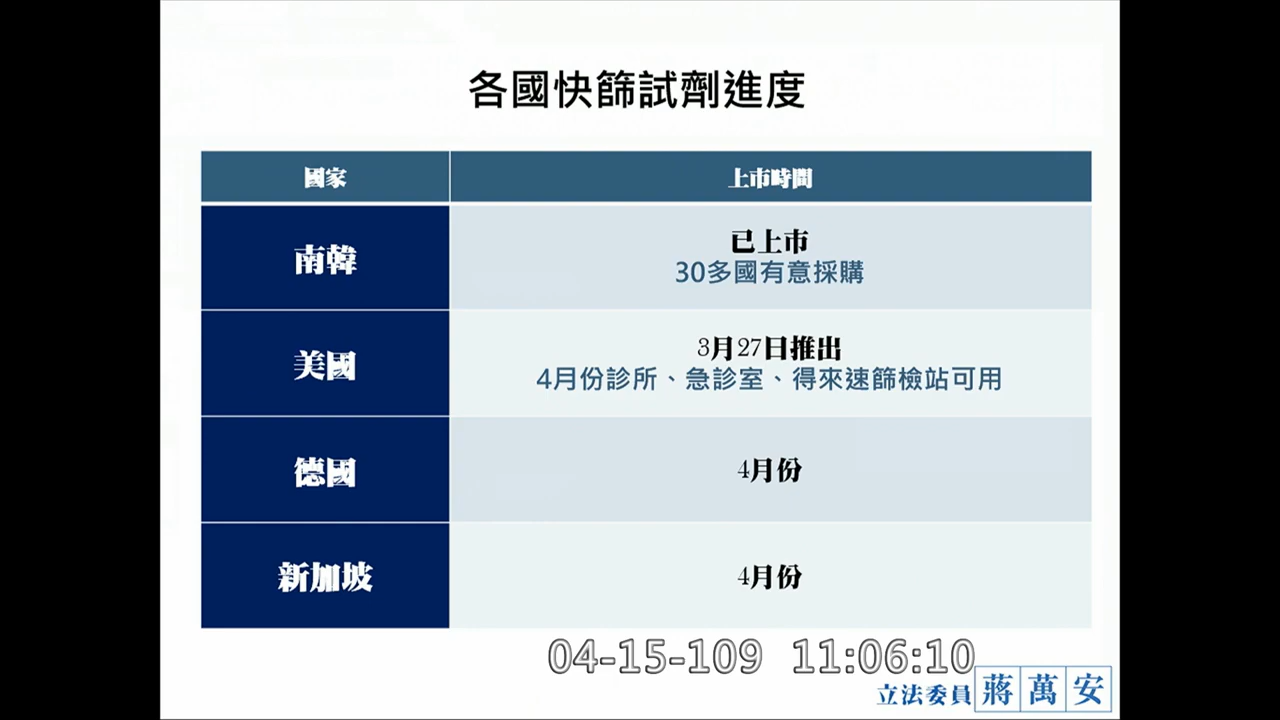 各國快篩試劑進度
國家
上市時間
南韓
已上市
30多國有意採購
美國
3月27日推出
4月份診所、急診室、得來速篩檢站可用
德國
4月份
新加坡
4月份
04-15-109 11:06:10
立法委員 蔣萬安